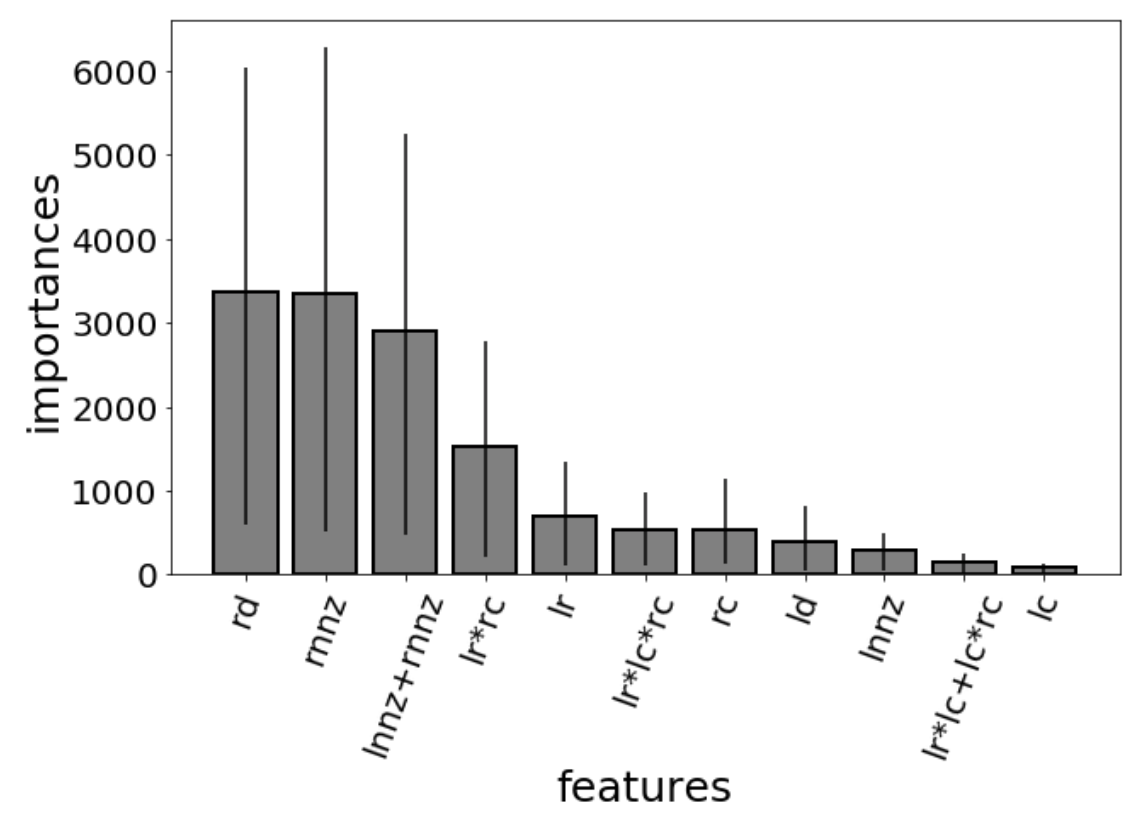 importances
6000
5000
4000
3000
2000
1000
0
rd
rnnz
lnnz+rnnz
lr*rc
lr
lr*lc*rc
rc
ld
lnnz
lr*lc+lc*rc
lc
features